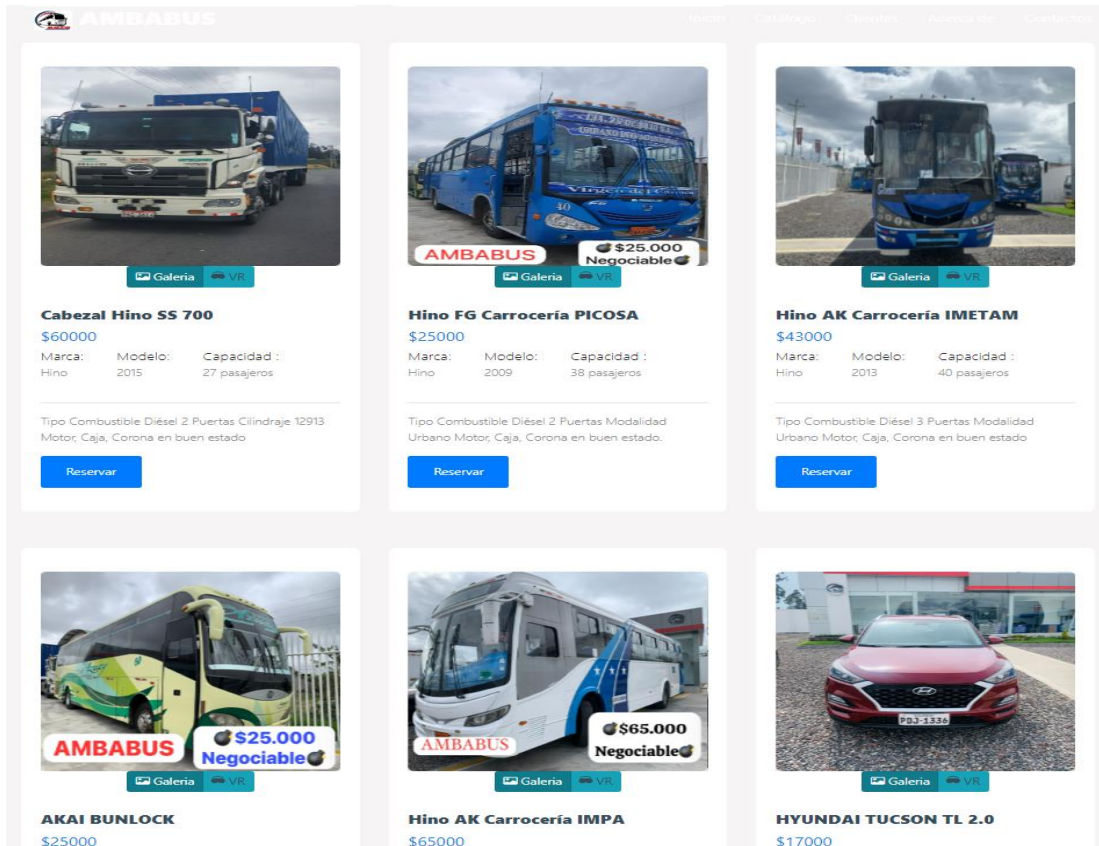 AMBABUS
Inicio Catálogo Clientes Acerca de Contactos
AMBABUS
$25.000
Negociable
Virgen del
40
Galeria VR
Galeria VR
Galeria VR
Cabezal Hino SS 700
$60000
Marca: Modelo: Capacidad :
Hino 2015 27 pasajeros
Tipo Combustible Diésel 2 Puertas Cilindraje 12913
Motor, Caja, Corona en buen estado
Reservar
Hino FG Carrocería PICOSA
$25000
Marca: Modelo: Capacidad :
Hino 2009 38 pasajeros
Tipo Combustible Diésel 2 Puertas Modalidad
Urbano Motor, Caja, Corona en buen estado.
Reservar
Hino AK Carrocería IMETAM
$43000
Marca: Modelo: Capacidad :
Hino 2013 40 pasajeros
Tipo Combustible Diésel 3 Puertas Modalidad
Urbano Motor, Caja, Corona en buen estado
Reservar
AMBABUS
$25.000
Negociable
Galeria VR
AKAI BUNLOCK
$25000
AMBABUS
$65.000
Negociable
Galeria VR
Hino AK Carrocería IMPA
$65000
PDJ-1336
Galeria VR
HYUNDAI TUCSON TL 2.0
$17000